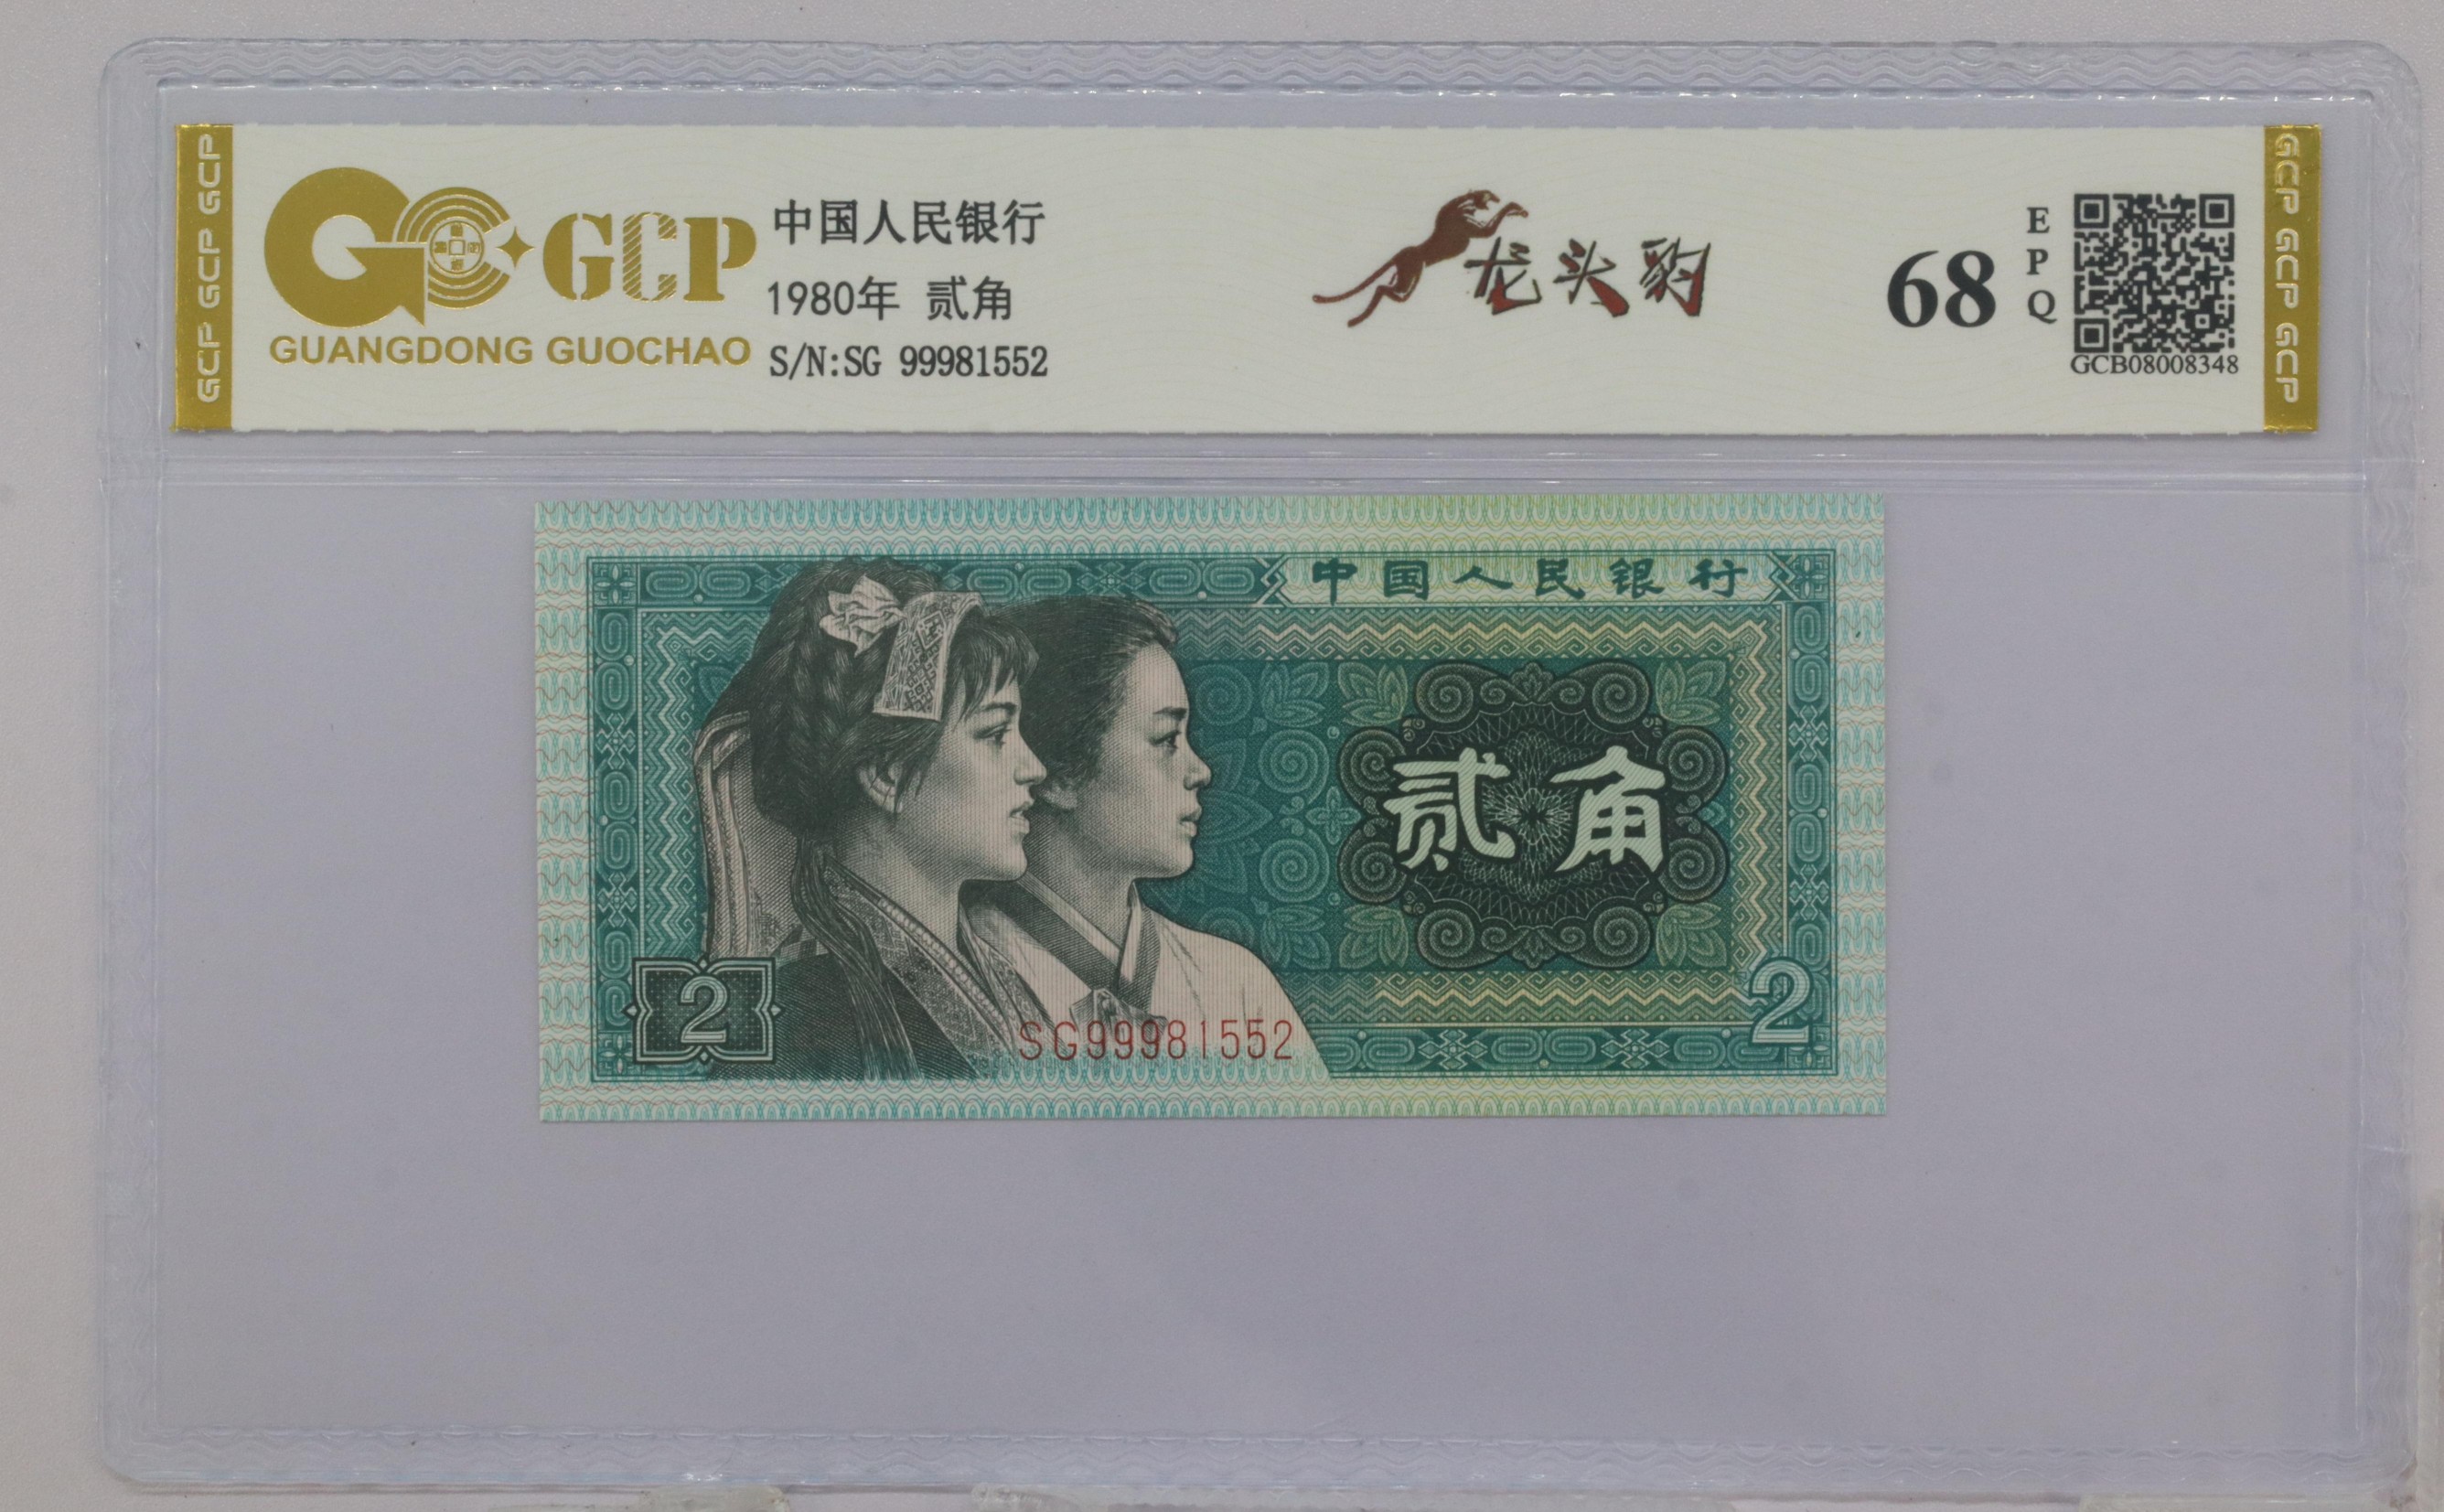 GCP GCP GCP
GCP
GUANGDONG GUOCHAO
中国人民银行
1980年 贰角
S/N:SG 99981552
龙头豹
68
EPQ
GCB08008348
GCP GCP GCP
中国人民银行
贰角
2
2
SG99981552